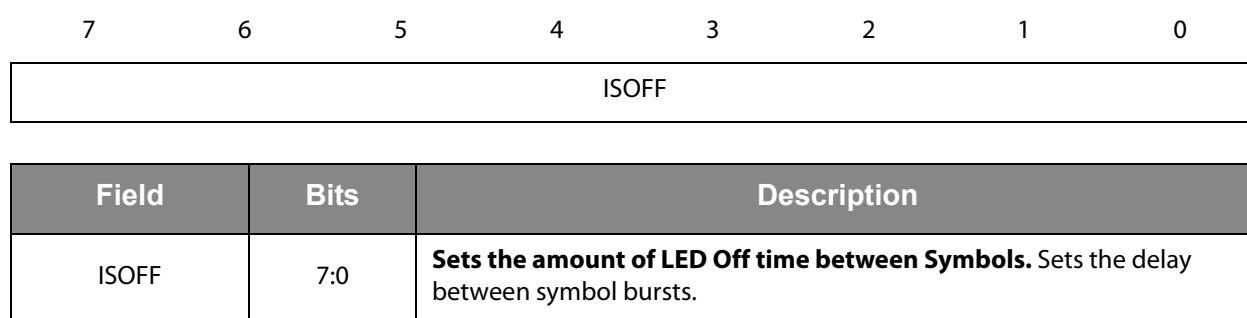 7 6 5 4 3 2 1 0
ISOFF
Field Bits Description
ISOFF 7:0 Sets the amount of LED Off time between Symbols. Sets the delay
between symbol bursts.